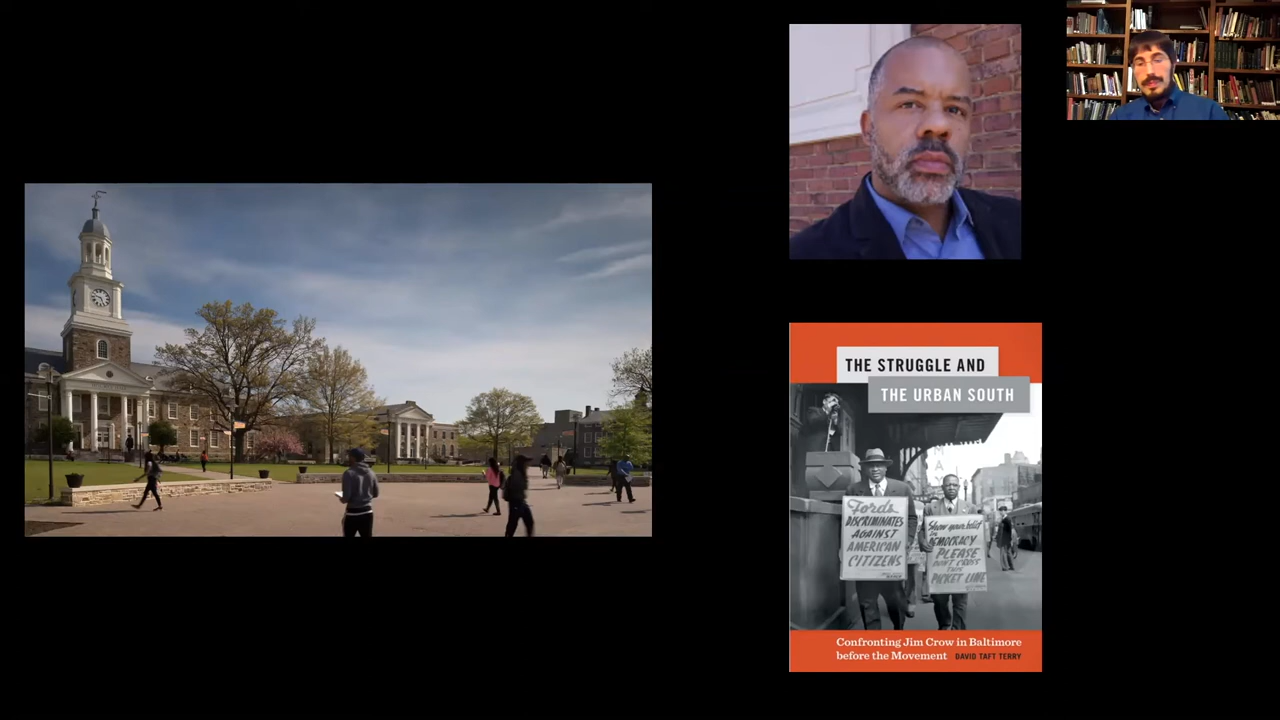 THE STRUGGLE AND
THE URBAN SOUTH
Ford's
DISCRIMINATES
AGAINST
AMERICAN
CITIZENS
Show your belief
in
DEMOCRACY
PLEASE
DON'T CROSS
THIS
PICKET LINE
Confronting Jim Crow in Baltimore
before the Movement DAVID TAFT TERRY